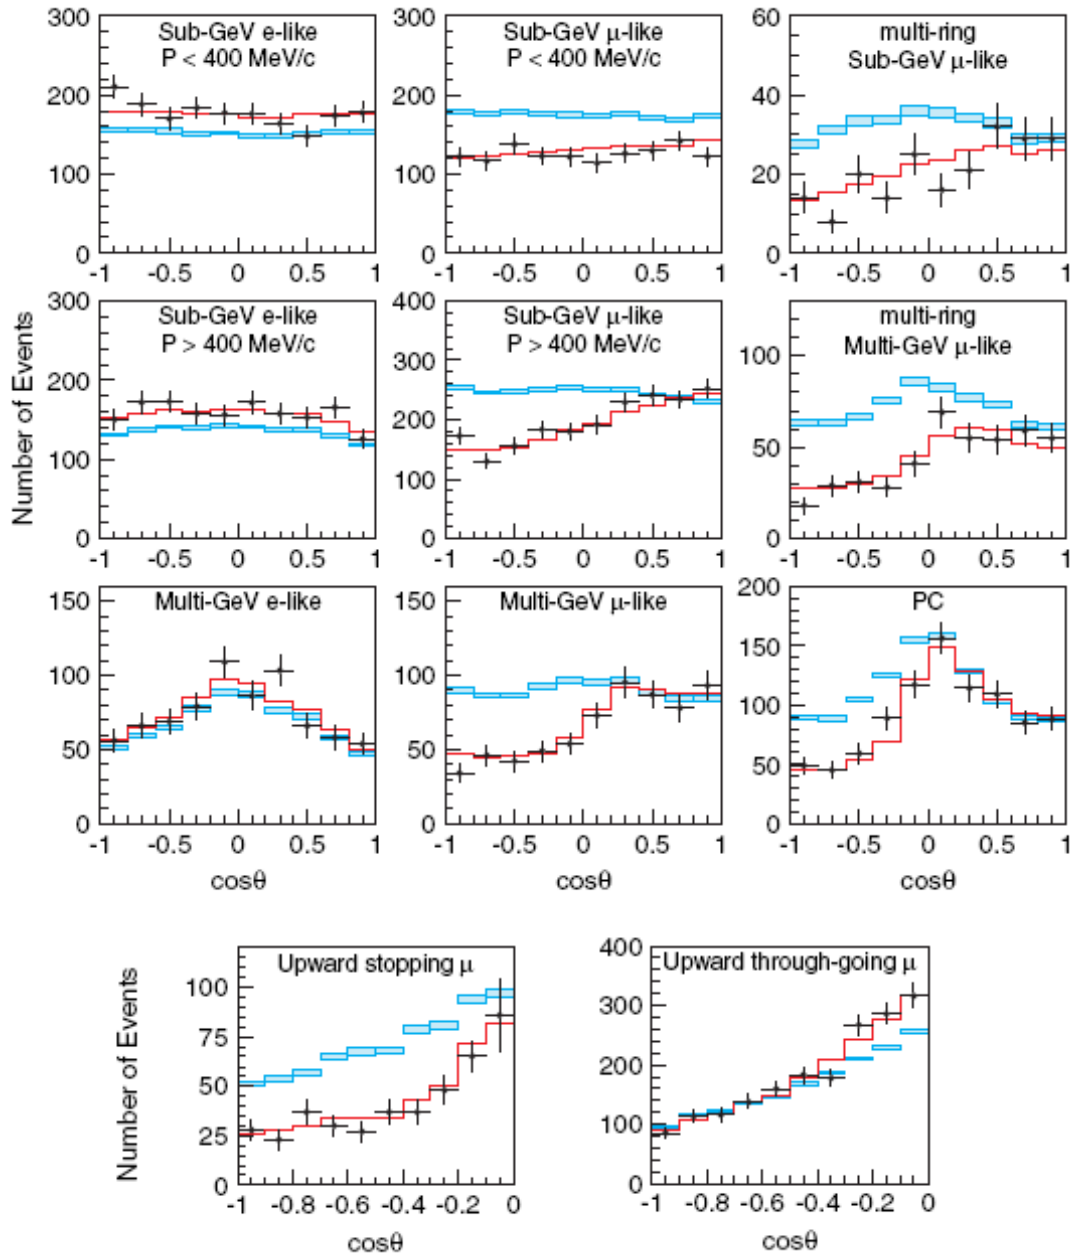 Sub-GeV e-like
P < 400 MeV/c
300
200
100
0
-1 -0.5 0 0.5 1
Sub-GeV μ-like
P < 400 MeV/c
300
200
100
0
-1 -0.5 0 0.5 1
multi-ring
Sub-GeV μ-like
60
40
20
0
-1 -0.5 0 0.5 1
Number of Events
Sub-GeV e-like
P > 400 MeV/c
300
200
100
0
-1 -0.5 0 0.5 1
Sub-GeV μ-like
P > 400 MeV/c
400
300
200
100
0
-1 -0.5 0 0.5 1
multi-ring
Multi-GeV μ-like
100
50
0
-1 -0.5 0 0.5 1
Multi-GeV e-like
150
100
50
0
-1 -0.5 0 0.5 1
cosθ
Multi-GeV μ-like
150
100
50
0
-1 -0.5 0 0.5 1
cosθ
PC
200
150
100
50
0
-1 -0.5 0 0.5 1
cosθ
Number of Events
Upward stopping μ
100
75
50
25
0
-1 -0.8 -0.6 -0.4 -0.2 0
cosθ
Upward through-going μ
400
300
200
100
0
-1 -0.8 -0.6 -0.4 -0.2 0
cosθ